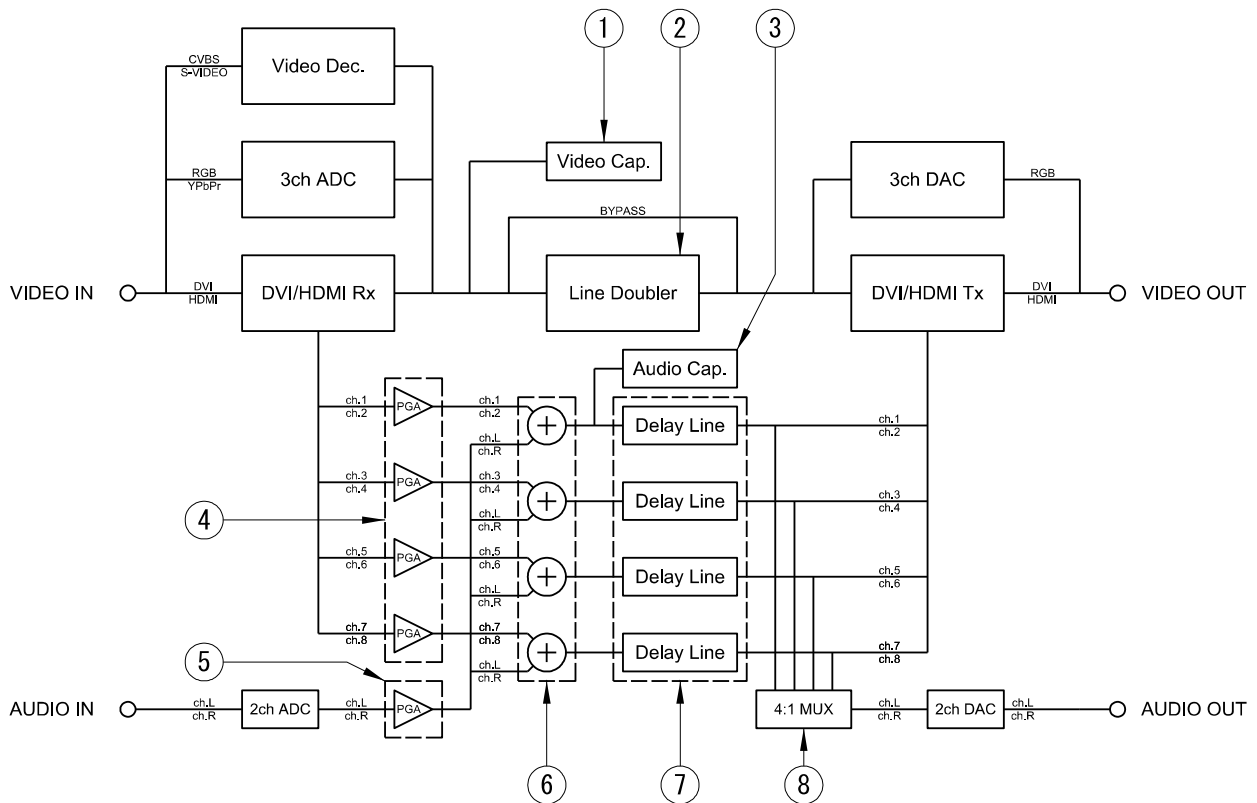 1
2
3
CVBS
S-VIDEO
Video Dec.
Video Cap.
RGB
YPbPr
3ch ADC
3ch DAC
RGB
BYPASS
VIDEO IN
DVI
HDMI
DVI/HDMI Rx
Line Doubler
DVI/HDMI Tx
DVI
HDMI
VIDEO OUT
Audio Cap.
ch.1
ch.2
PGA
ch.1
ch.2
ch.L
ch.R
+
Delay Line
ch.1
ch.2
ch.3
ch.4
PGA
ch.3
ch.4
ch.L
ch.R
+
Delay Line
ch.3
ch.4
4
ch.5
ch.6
PGA
ch.5
ch.6
ch.L
ch.R
+
Delay Line
ch.5
ch.6
ch.7
ch.8
PGA
ch.7
ch.8
ch.L
ch.R
+
Delay Line
ch.7
ch.8
5
AUDIO IN
ch.L
ch.R
2ch ADC
ch.L
ch.R
PGA
4:1 MUX
ch.L
ch.R
2ch DAC
ch.L
ch.R
AUDIO OUT
6
7
8